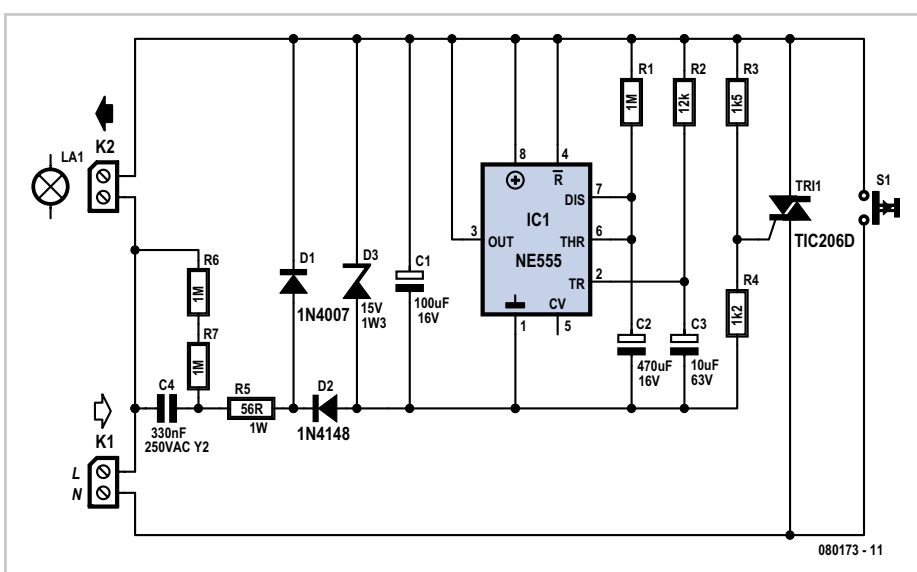 K2
LA1
R6
1M
R7
1M
C4
330nF
250VAC Y2
R5
56R
1W
K1
L
N
D1
1N4007
D2
1N4148
D3
15V
1W3
C1
100uF
16V
8
4
R
DIS
7
3
OUT
IC1
THR
6
NE555
TR
2
CV
1
5
R1
1M
R2
12k
R3
1k5
C2
470uF
16V
C3
10uF
63V
R4
1k2
TRI1
TIC206D
S1
080173 - 11